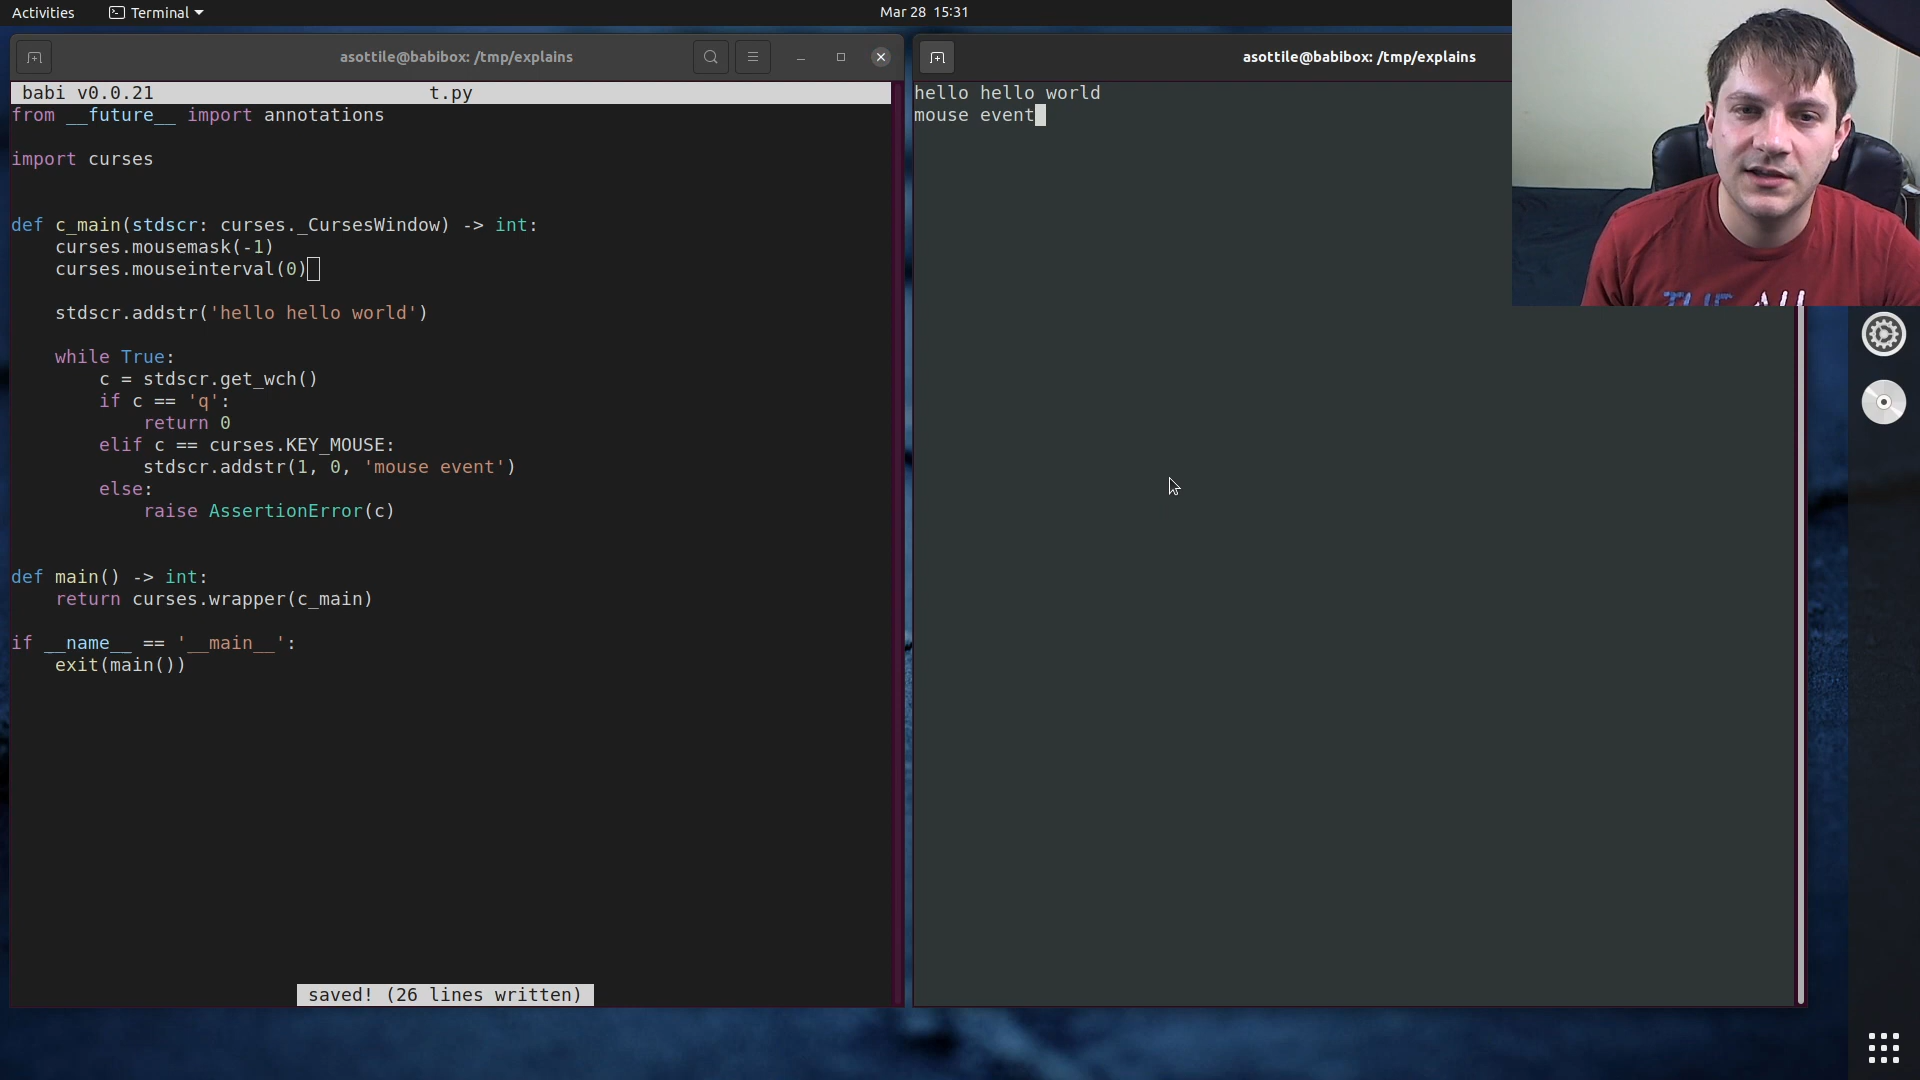 Activities
Terminal
Mar 28 15:31
asottile@babibox: /tmp/explains
babi v0.0.21 t.py
from __future__ import annotations
import curses
def c_main(stdscr: curses._CursesWindow) -> int:
    curses.mousemask(-1)
    curses.mouseinterval(0)
    stdscr.addstr('hello hello world')
    while True:
        c = stdscr.get_wch()
        if c == 'q':
            return 0
        elif c == curses.KEY_MOUSE:
            stdscr.addstr(1, 0, 'mouse event')
        else:
            raise AssertionError(c)
def main() -> int:
    return curses.wrapper(c_main)
if __name__ == '__main__':
    exit(main())
saved! (26 lines written)
asottile@babibox: /tmp/explains
hello hello world
mouse event